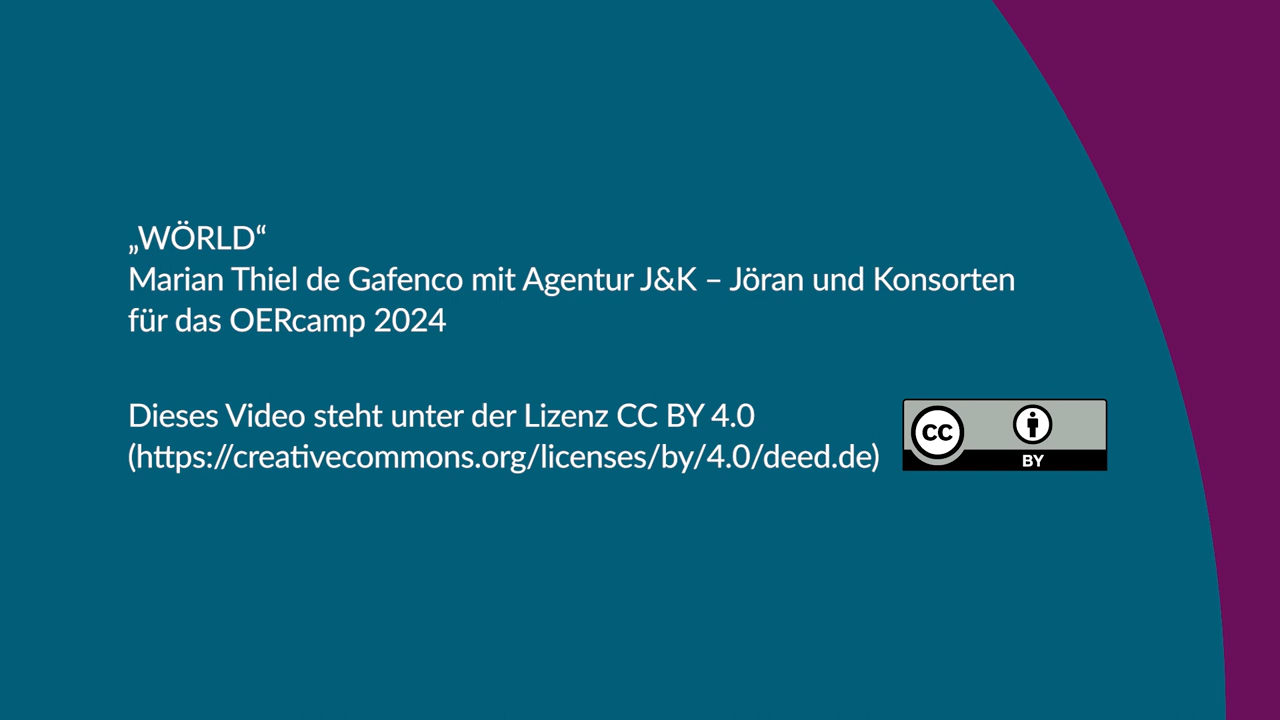 „WÖRLD“
Marian Thiel de Gafenco mit Agentur J&K – Jöran und Konsorten
für das OERcamp 2024
Dieses Video steht unter der Lizenz CC BY 4.0
(https://creativecommons.org/licenses/by/4.0/deed.de)
CC
BY